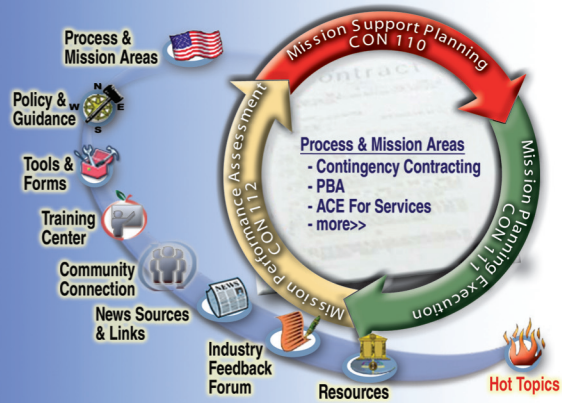 Process &
Mission Areas
Policy &
Guidance
N
W
E
S
Tools &
Forms
Training
Center
Community
Connection
News Sources
& Links
NEWS
Industry
Feedback
Forum
Resources
Hot Topics
Mission Support Planning
CON 110
Mission Planning Execution
CON 111
Mission Performance Assessment
CON 112
Contract
Process & Mission Areas
- Contingency Contracting
- PBA
- ACE For Services
- more>>